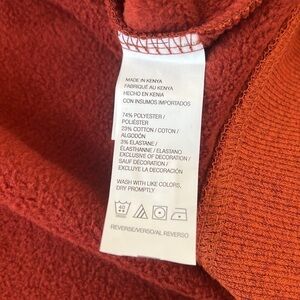 MADE IN KENYA
FABRIQUÉ AU KENYA
HECHO EN KENIA
CON INSUMOS IMPORTADOS
74% POLYESTER /
POLIÉSTER
23% COTTON / COTON /
ALGODÓN
3% ELASTANE /
ÉLASTHANNE / ELASTANO
EXCLUSIVE OF DECORATION /
SAUF DÉCORATION /
EXCLUYE LA DECORACIÓN
WASH WITH LIKE COLORS,
DRY PROMPTLY
40
REVERSE/VERSO/AL REVERSO